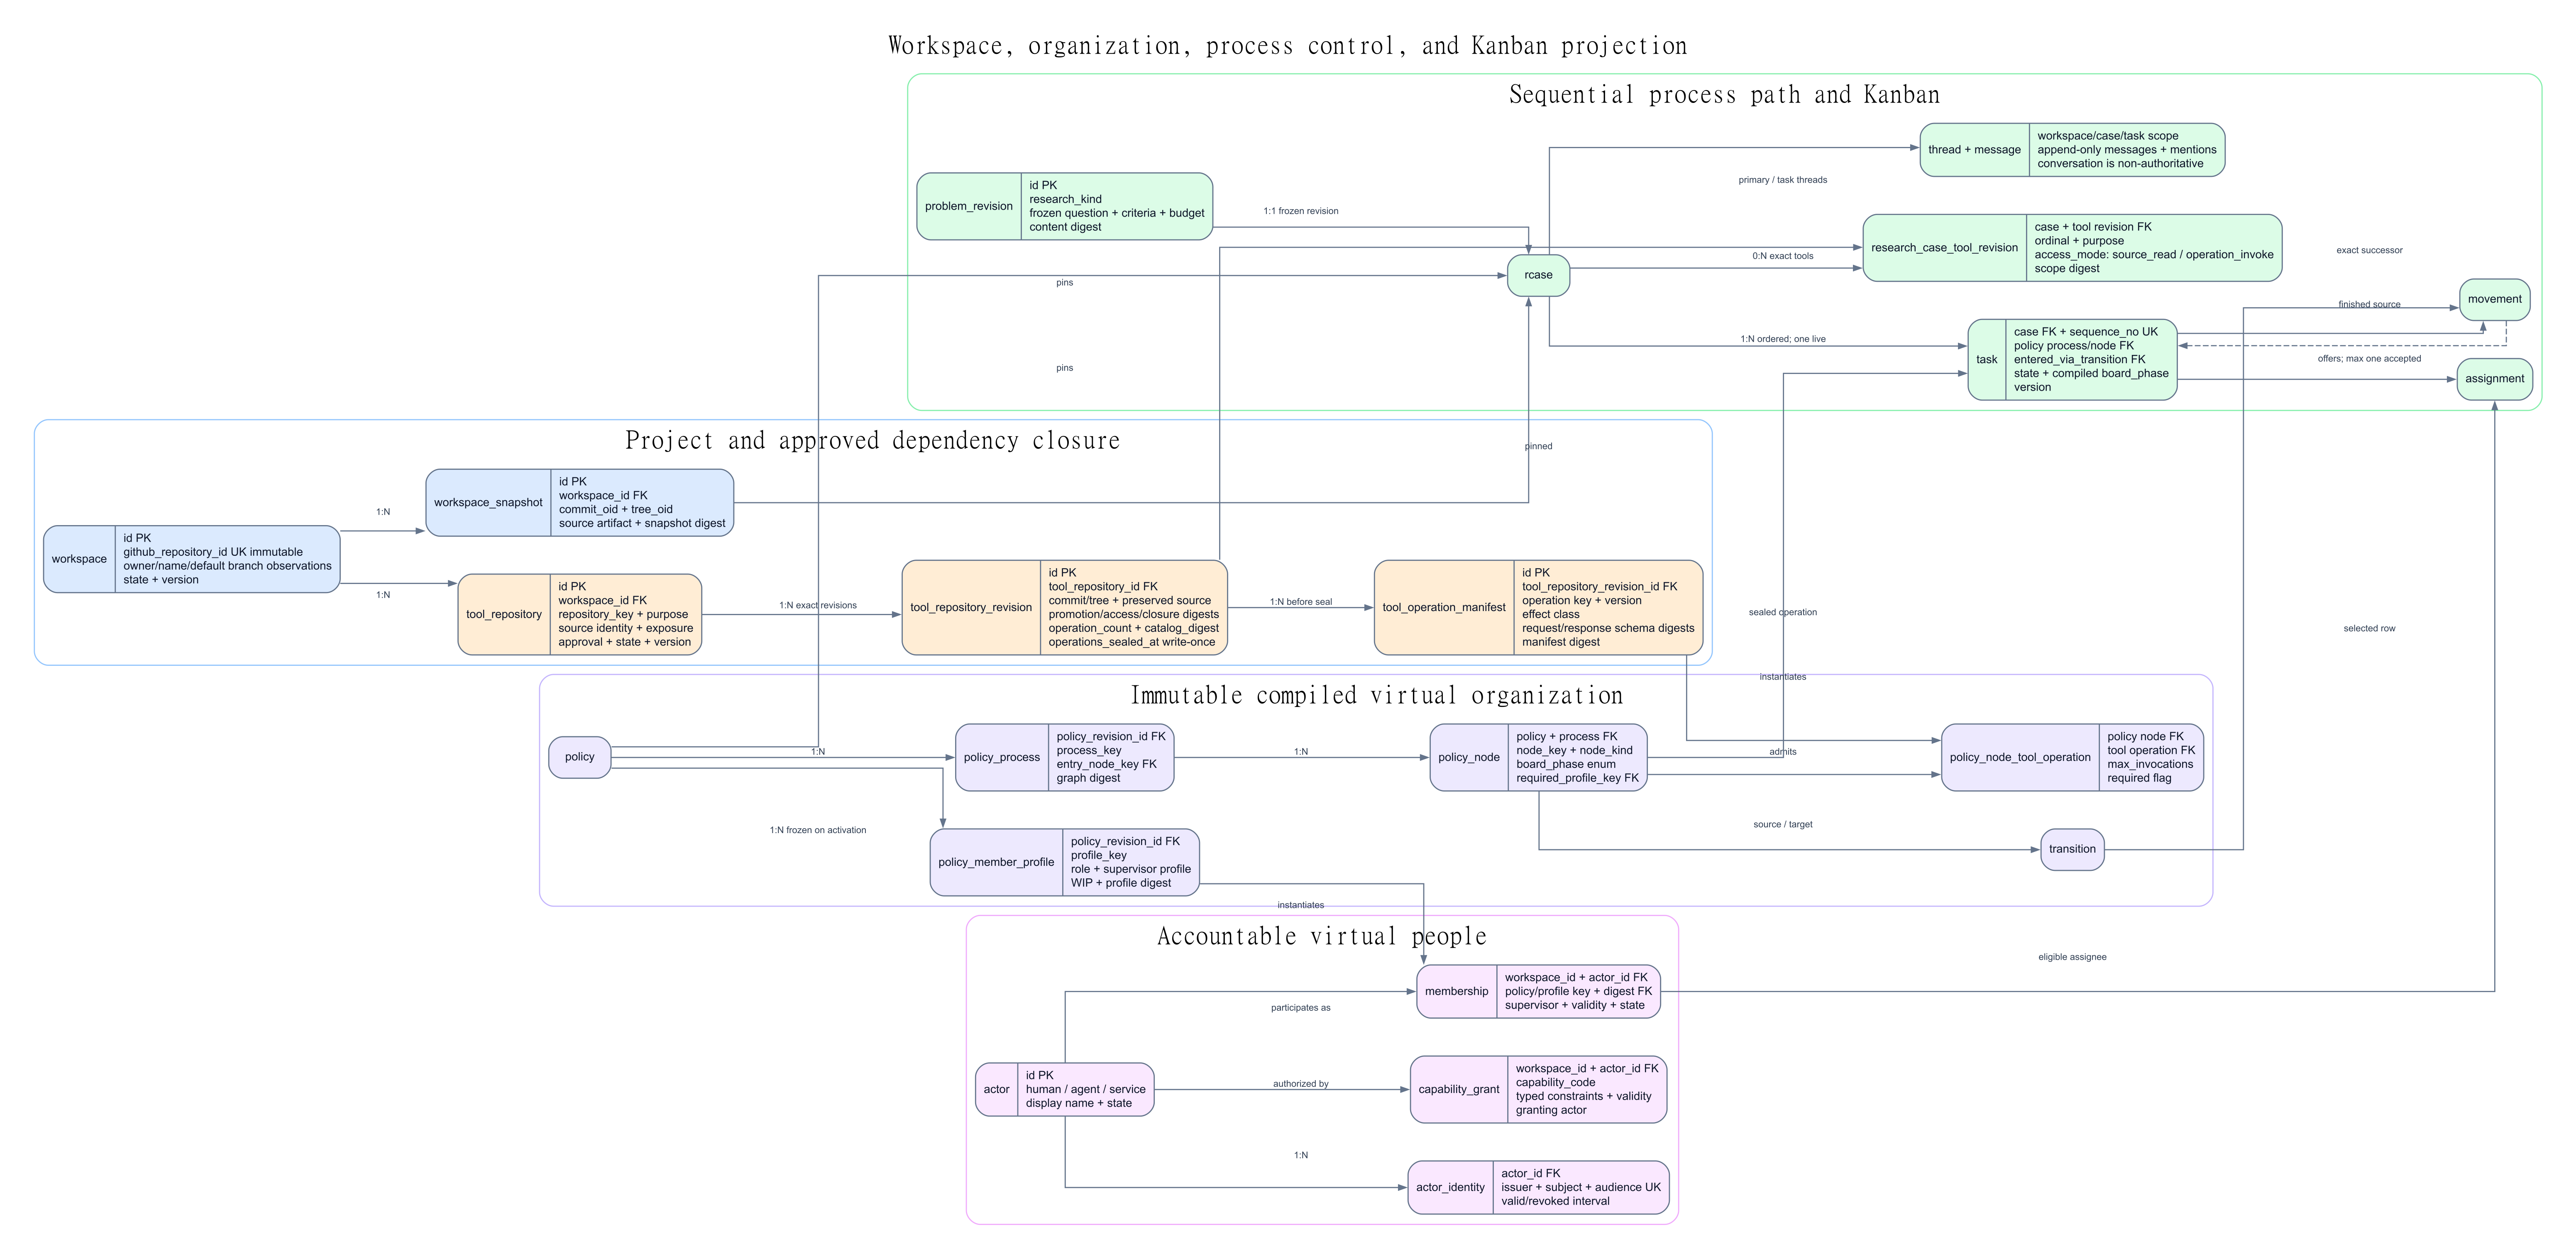 Workspace, organization, process control, and Kanban projection
Sequential process path and Kanban
thread + message
workspace/case/task scope
append-only messages + mentions
conversation is non-authoritative
primary / task threads
problem_revision
id PK
research_kind
frozen question + criteria + budget
content digest
1:1 frozen revision
research_case_tool_revision
case + tool revision FK
ordinal + purpose
access_mode: source_read / operation_invoke
scope digest
0:N exact tools
rcase
pins
pins
exact successor
movement
finished source
1:N ordered; one live
task
case FK + sequence_no UK
policy process/node FK
entered_via_transition FK
state + compiled board_phase
version
offers; max one accepted
assignment
Project and approved dependency closure
pinned
workspace_snapshot
id PK
workspace_id FK
commit_oid + tree_oid
source artifact + snapshot digest
1:N
workspace
id PK
github_repository_id UK immutable
owner/name/default branch observations
state + version
1:N
tool_repository
id PK
workspace_id FK
repository_key + purpose
source identity + exposure
approval + state + version
1:N exact revisions
tool_repository_revision
id PK
tool_repository_id FK
commit/tree + preserved source
promotion/access/closure digests
operation_count + catalog_digest
operations_sealed_at write-once
1:N before seal
tool_operation_manifest
id PK
tool_repository_revision_id FK
operation key + version
effect class
request/response schema digests
manifest digest
sealed operation
selected row
instantiates
Immutable compiled virtual organization
policy
1:N
policy_process
policy_revision_id FK
process_key
entry_node_key FK
graph digest
1:N
policy_node
policy + process FK
node_key + node_kind
board_phase enum
required_profile_key FK
admits
policy_node_tool_operation
policy node FK
tool operation FK
max_invocations
required flag
1:N frozen on activation
policy_member_profile
policy_revision_id FK
profile_key
role + supervisor profile
WIP + profile digest
source / target
transition
instantiates
Accountable virtual people
eligible assignee
membership
workspace_id + actor_id FK
policy/profile key + digest FK
supervisor + validity + state
participates as
actor
id PK
human / agent / service
display name + state
authorized by
capability_grant
workspace_id + actor_id FK
capability_code
typed constraints + validity
granting actor
1:N
actor_identity
actor_id FK
issuer + subject + audience UK
valid/revoked interval